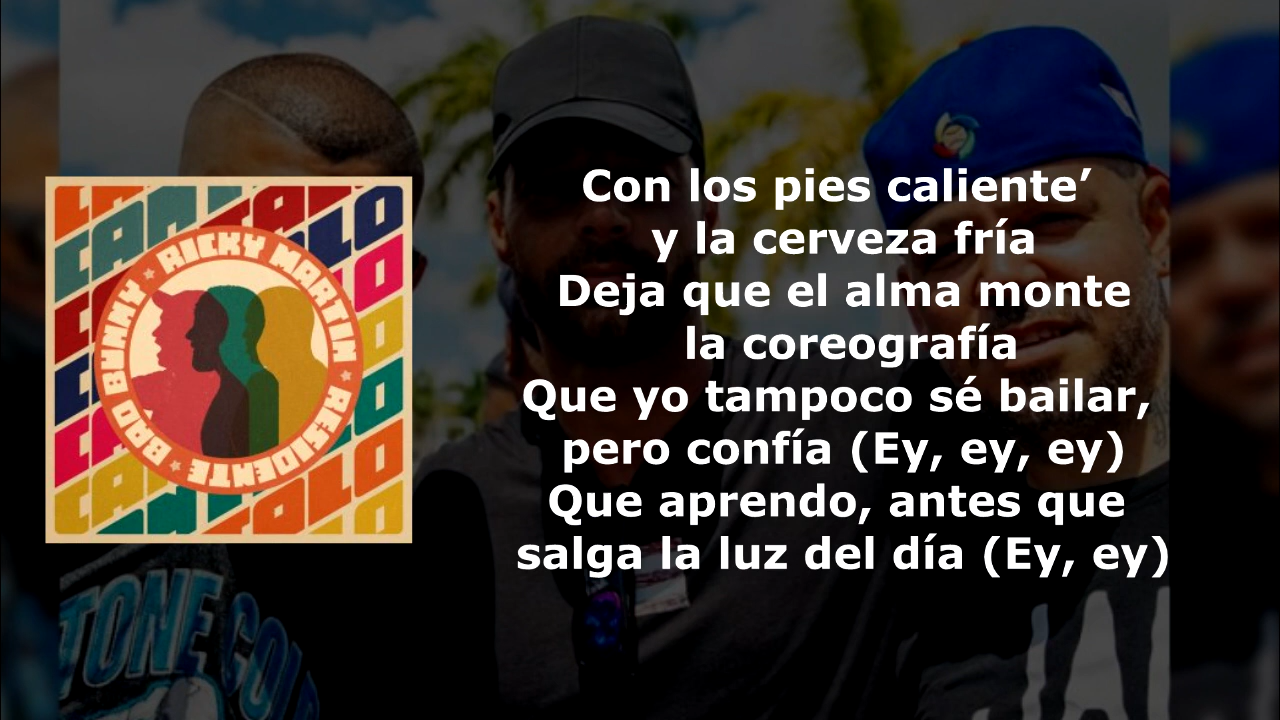 RICKY MARTIN ★ RESIDENTE ★ BAD BUNNY ★
Con los pies caliente’
y la cerveza fría
Deja que el alma monte
la coreografía
Que yo tampoco sé bailar,
pero confía (Ey, ey, ey)
Que aprendo, antes que
salga la luz del día (Ey, ey)
TONE COL